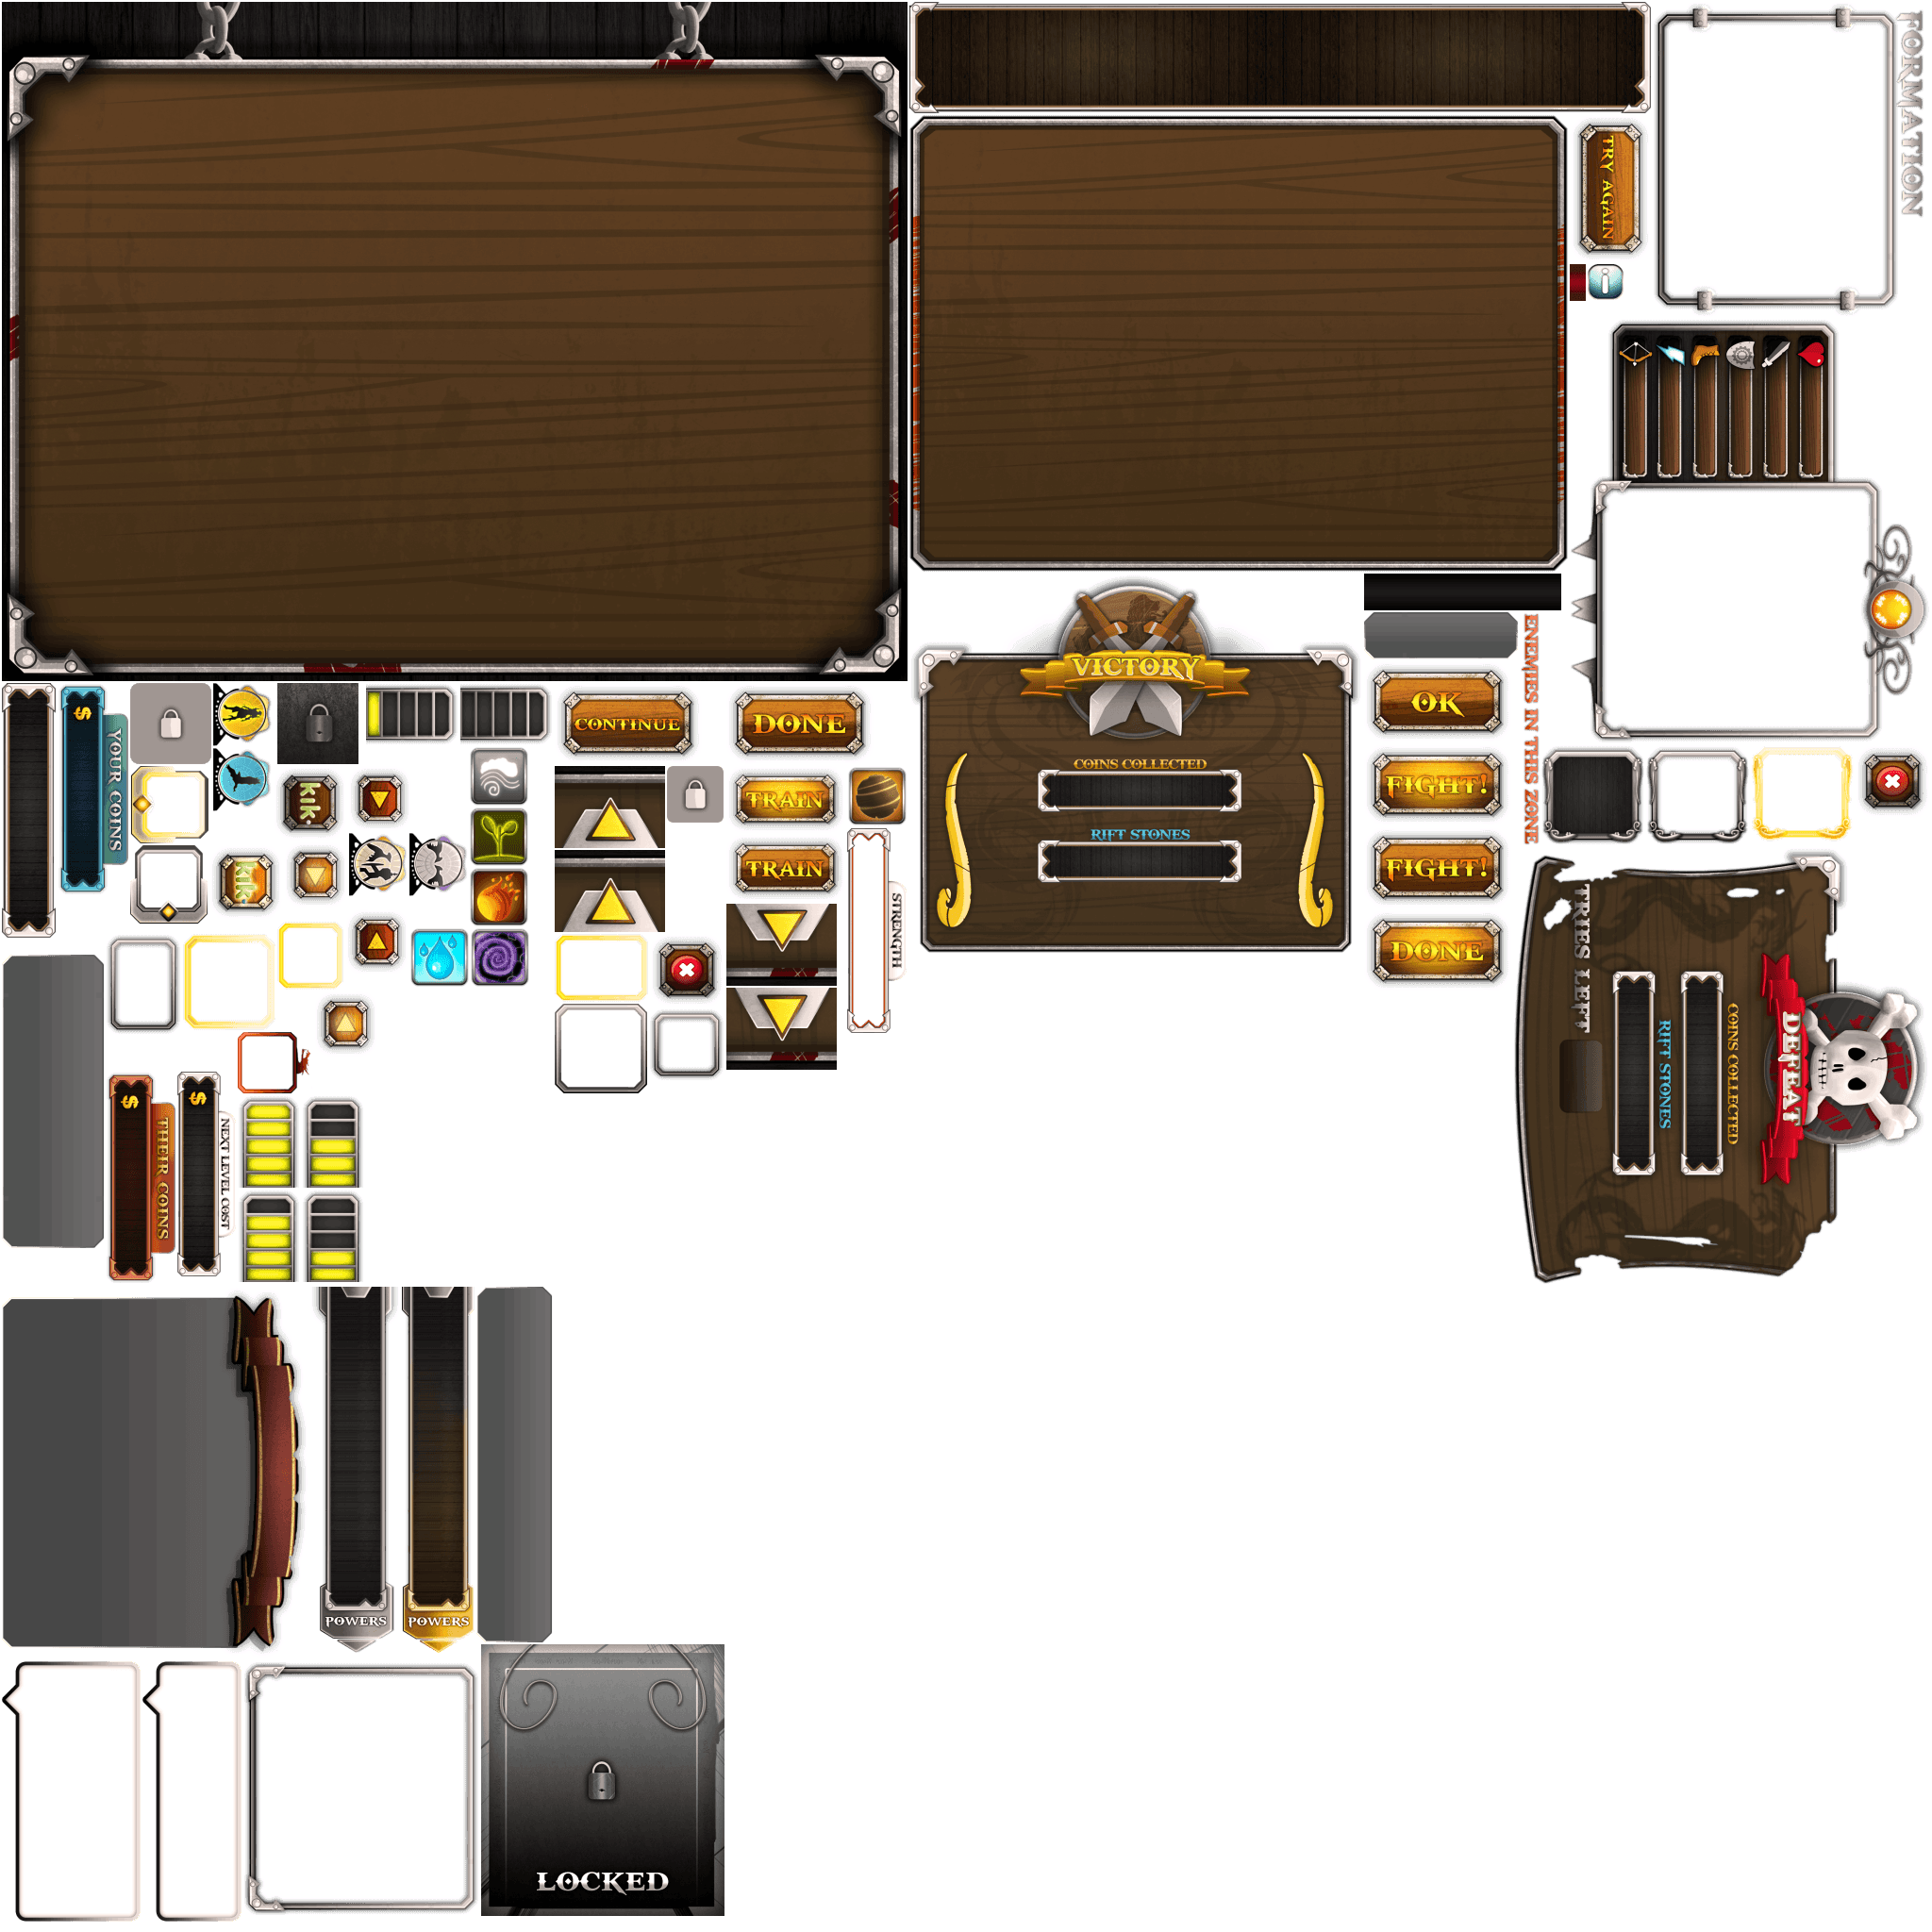 FORMATION
TRY AGAIN
i
VICTORY
COINS COLLECTED
RIFT STONES
OK
FIGHT!
FIGHT!
DONE
ENEMIES IN THIS ZONE
$
YOUR COINS
CONTINUE
DONE
TRAIN
TRAIN
STRENGTH
kik.
kik.
TRIES LEFT
RIFT STONES
COINS COLLECTED
DEFEAT
$
THEIR COINS
$
NEXT LEVEL COST
POWERS
POWERS
LOCKED